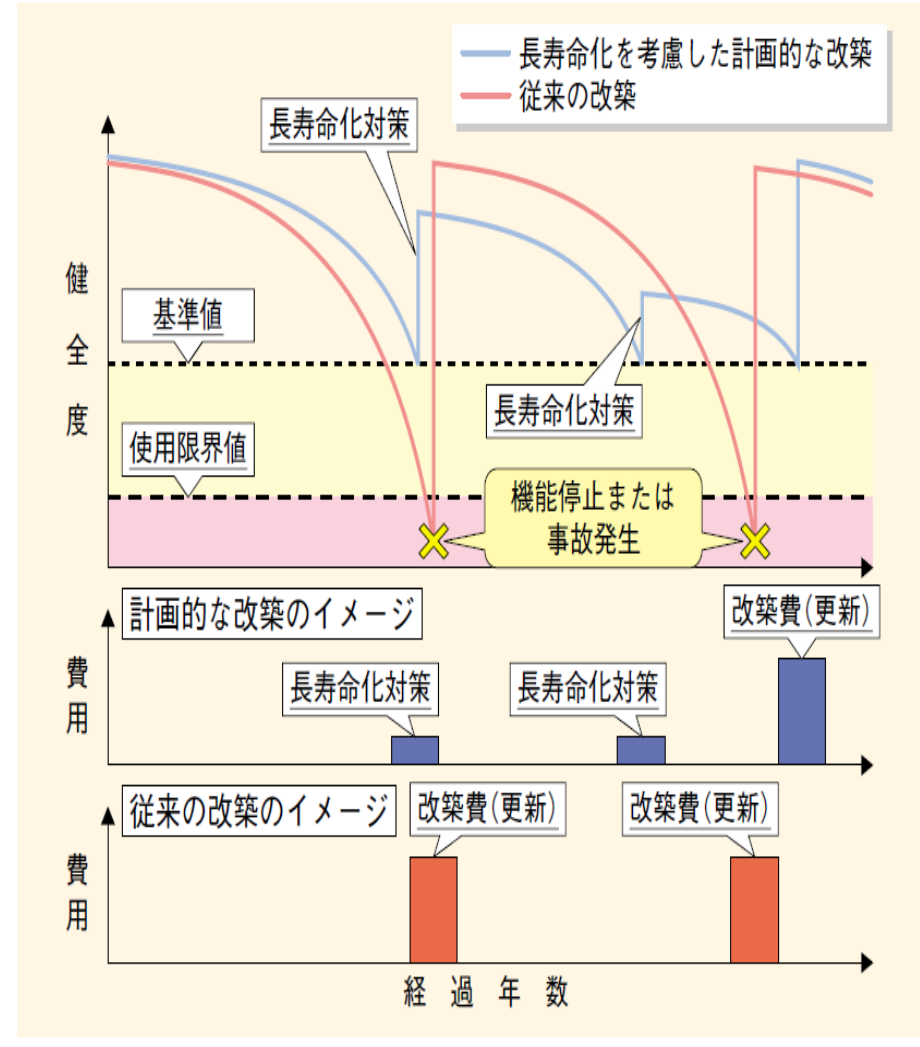 長寿命化を考慮した計画的な改築
従来の改築
長寿命化対策
健全度
基準値
長寿命化対策
使用限界値
機能停止または
事故発生
計画的な改築のイメージ
改築費(更新)
費用
長寿命化対策
長寿命化対策
従来の改築のイメージ
改築費(更新)
改築費(更新)
費用
経過年数